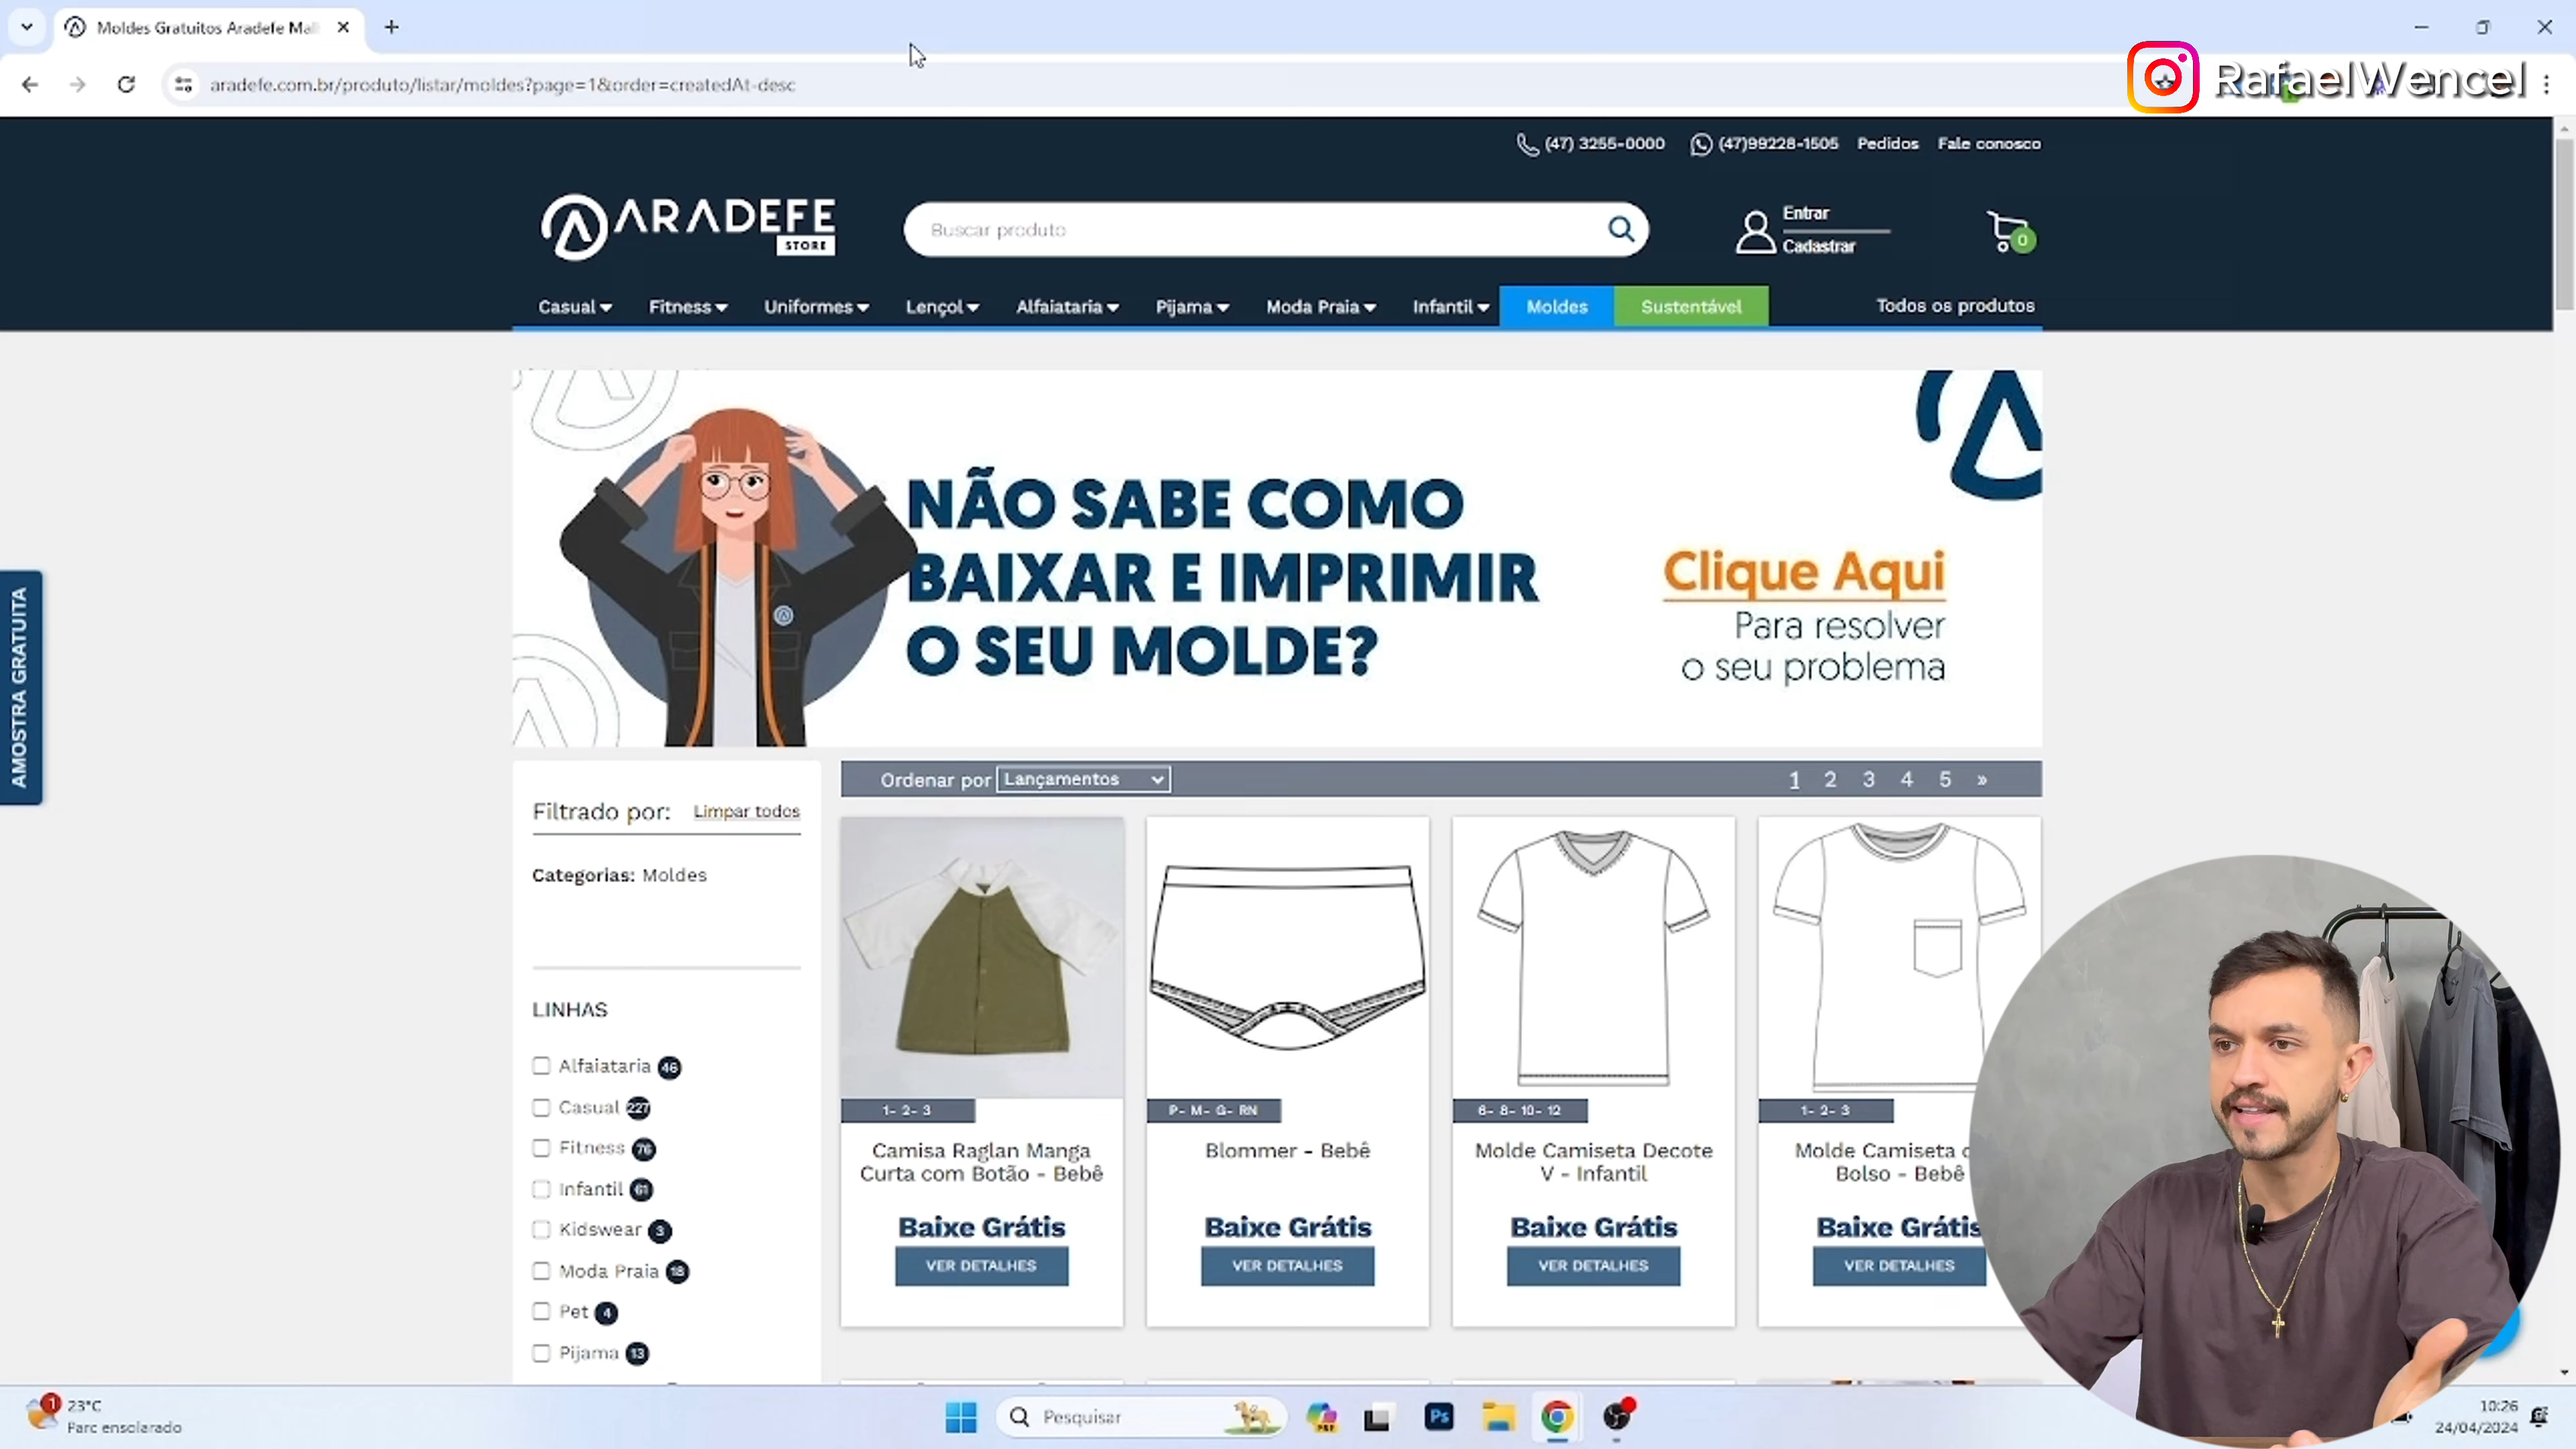 Moldes Gratuitos Aradefe Mal
aradefe.com.br/produto/listar/moldes?page=1&order=createdAt-desc
RafaelWencel
(47) 3255-0000 (47)99228-1505 Pedidos Fale conosco
ARADEFE
STORE
Buscar produto
Entrar
Cadastrar
0
Casual Fitness Uniformes Lençol Alfaiataria Pijama Moda Praia Infantil Moldes Sustentável Todos os produtos
NÃO SABE COMO
BAIXAR E IMPRIMIR
O SEU MOLDE?
Clique Aqui
Para resolver
o seu problema
AMOSTRA GRATUITA
Ordenar por Lançamentos 1 2 3 4 5 »
Filtrado por: Limpar todos
Categorias: Moldes
LINHAS
Alfaiataria 46
Casual 227
Fitness 76
Infantil 61
Kidswear 3
Moda Praia 18
Pet 4
Pijama 13
1- 2- 3
Camisa Raglan Manga
Curta com Botão - Bebê
Baixe Grátis
VER DETALHES
P- M- G- RN
Blommer - Bebê
Baixe Grátis
VER DETALHES
6- 8- 10- 12
Molde Camiseta Decote
V - Infantil
Baixe Grátis
VER DETALHES
1- 2- 3
Molde Camiseta c
Bolso - Bebê
Baixe Grátis
VER DETALHES
1
23°C
Parc ensolarado
Pesquisar
Ps
10:26
24/04/2024